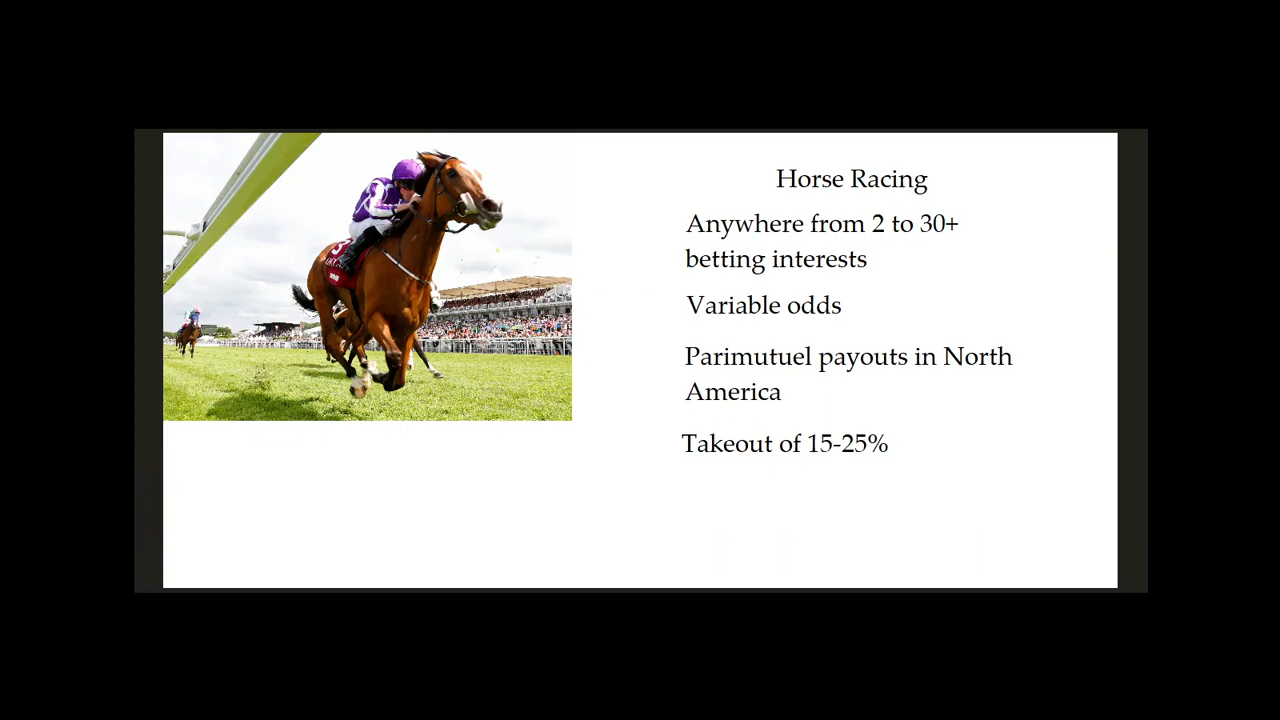 Horse Racing
Anywhere from 2 to 30+
betting interests
Variable odds
Parimutuel payouts in North
America
Takeout of 15-25%
3